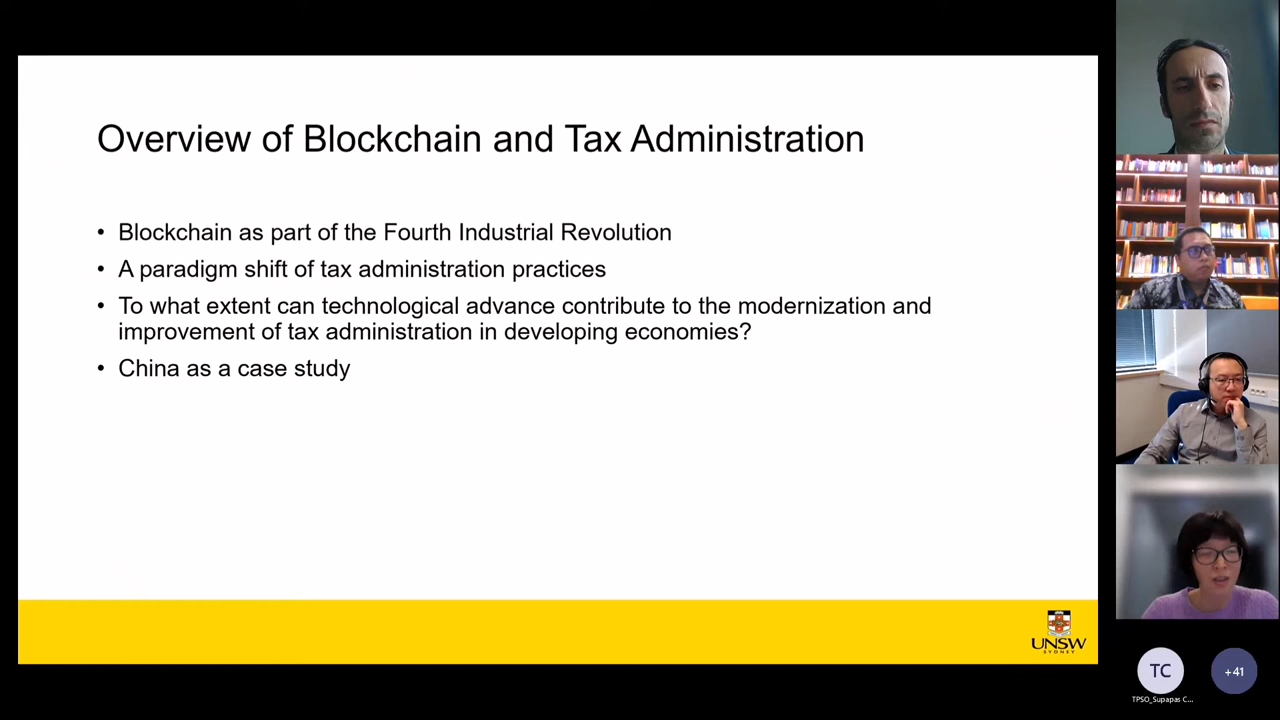 Overview of Blockchain and Tax Administration
• Blockchain as part of the Fourth Industrial Revolution
• A paradigm shift of tax administration practices
• To what extent can technological advance contribute to the modernization and
improvement of tax administration in developing economies?
• China as a case study
UNSW
SYDNEY
TC
+41
TPSO_Supapas C...